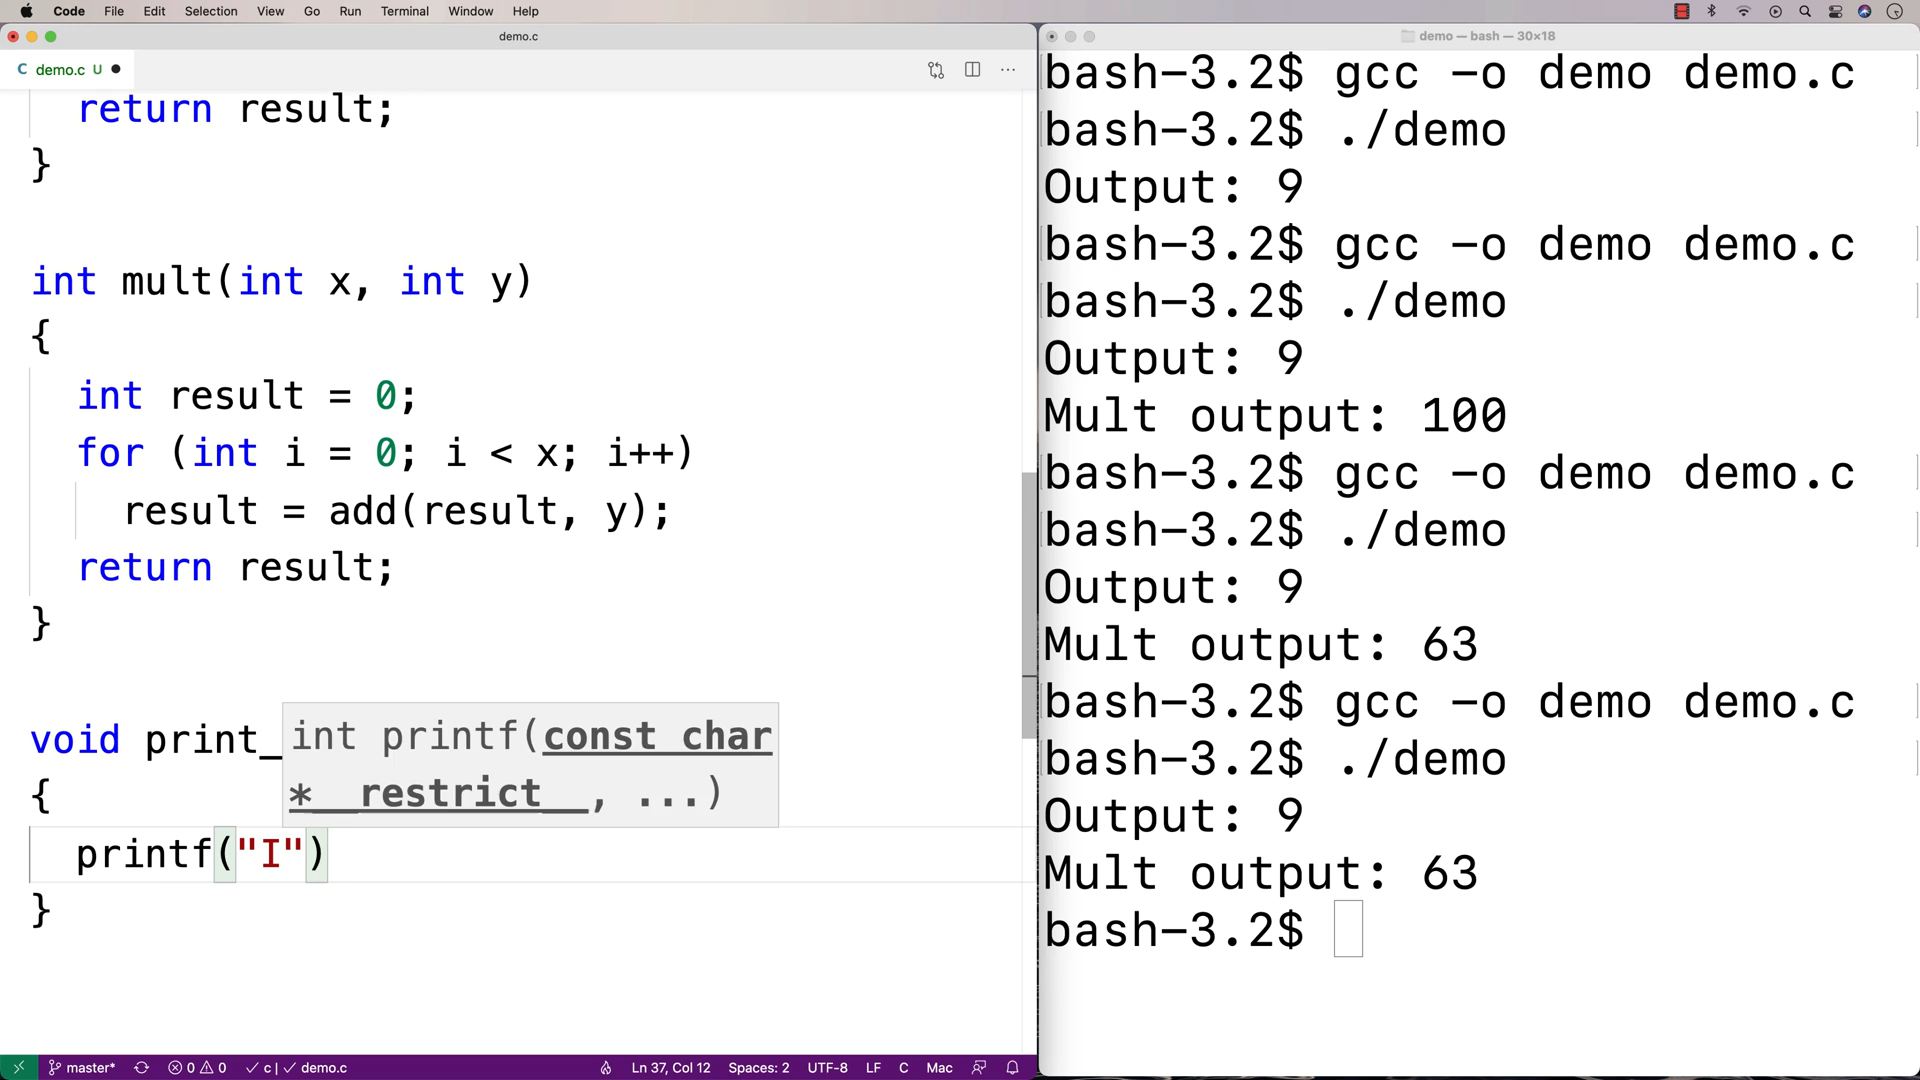 Code File Edit Selection View Go Run Terminal Window Help
demo.c
C demo.c U
return result;
}
int mult(int x, int y)
{
int result = 0;
for (int i = 0; i < x; i++)
result = add(result, y);
return result;
}
void print_
int printf(const char
*__restrict__, ...)
{
printf("I")
}
master* 0 0 c | demo.c Ln 37, Col 12 Spaces: 2 UTF-8 LF C Mac
demo — bash — 30×18
bash-3.2$ gcc -o demo demo.c
bash-3.2$ ./demo
Output: 9
bash-3.2$ gcc -o demo demo.c
bash-3.2$ ./demo
Output: 9
Mult output: 100
bash-3.2$ gcc -o demo demo.c
bash-3.2$ ./demo
Output: 9
Mult output: 63
bash-3.2$ gcc -o demo demo.c
bash-3.2$ ./demo
Output: 9
Mult output: 63
bash-3.2$